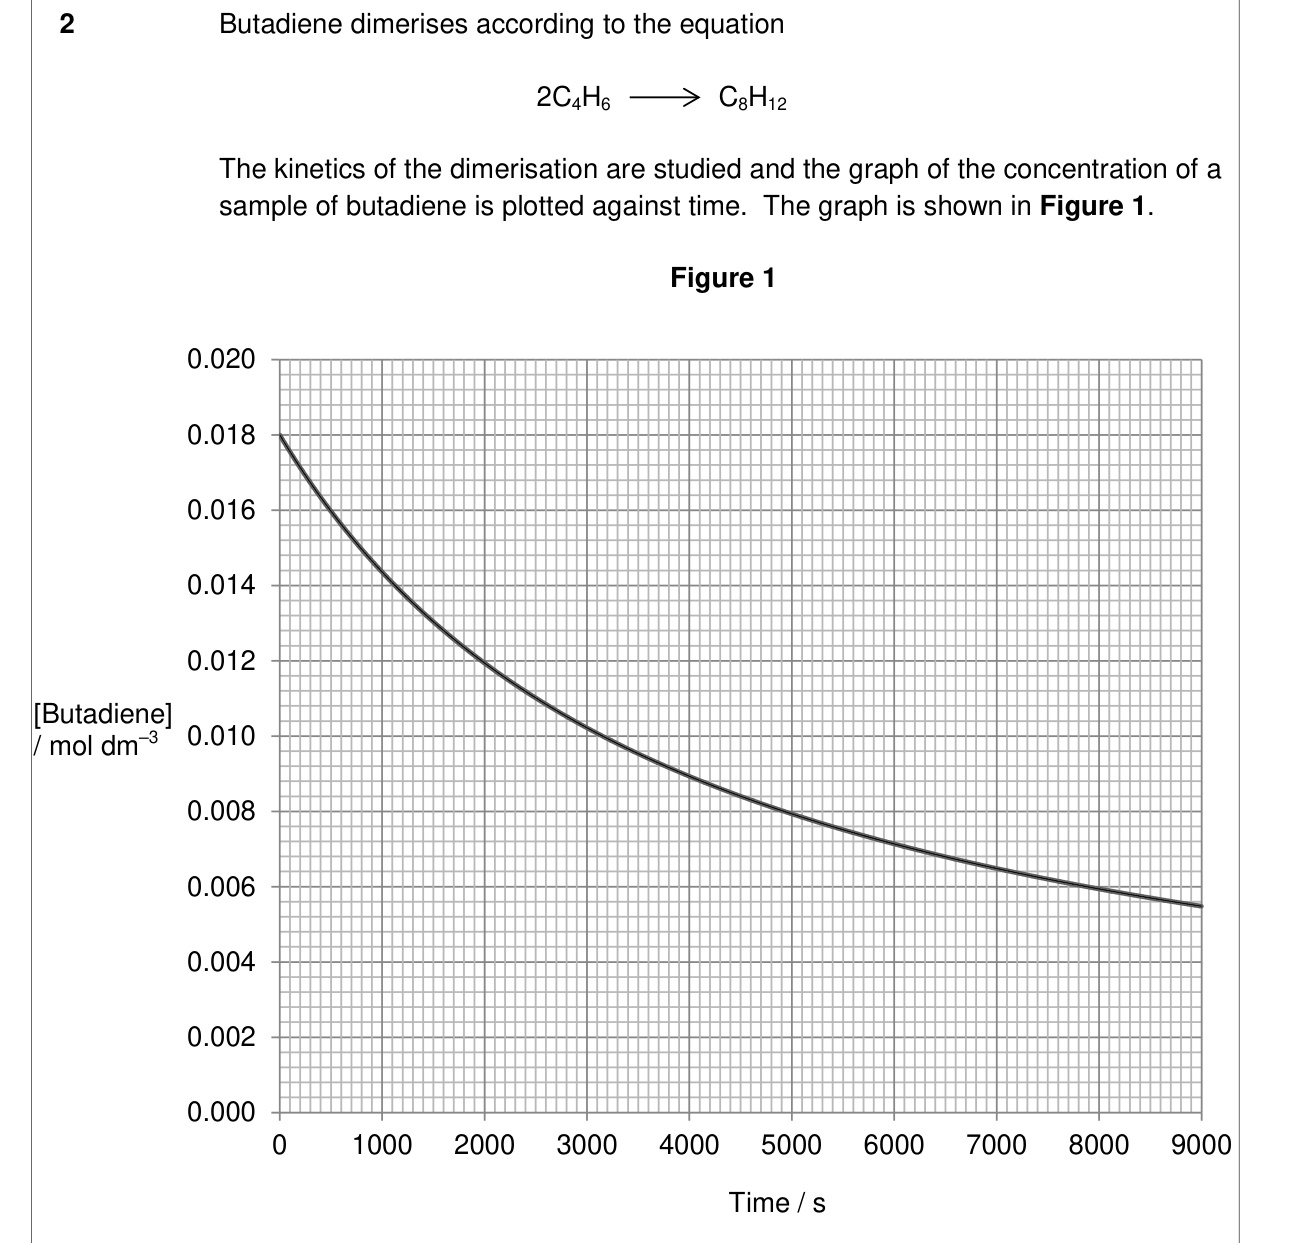 2 Butadiene dimerises according to the equation
2C₄H₆ ⟶ C₈H₁₂
The kinetics of the dimerisation are studied and the graph of the concentration of a
sample of butadiene is plotted against time. The graph is shown in Figure 1.
Figure 1
0.020
0.018
0.016
0.014
0.012
[Butadiene]
/ mol dm⁻³
0.010
0.008
0.006
0.004
0.002
0.000
0 1000 2000 3000 4000 5000 6000 7000 8000 9000
Time / s